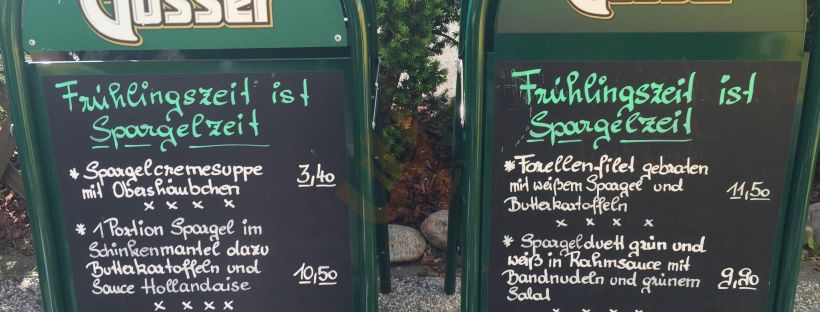 Gösser
Frühlingszeit ist
Spargelzeit
* Spargelcremesuppe
mit Obershäubchen 3,40
x x x x
* 1 Portion Spargel im
Schinkenmantel dazu
Butterkartoffeln und
Sauce Hollandaise 10,50
x x x x
Gösser
Frühlingszeit ist
Spargelzeit
* Forellenfilet gebraten
mit weißem Spargel und
Butterkartoffeln 11,50
x x x x
* Spargelduett grün und
weiß in Rahmsauce mit
Bandnudeln und grünem
Salat 9,90
x x x x x